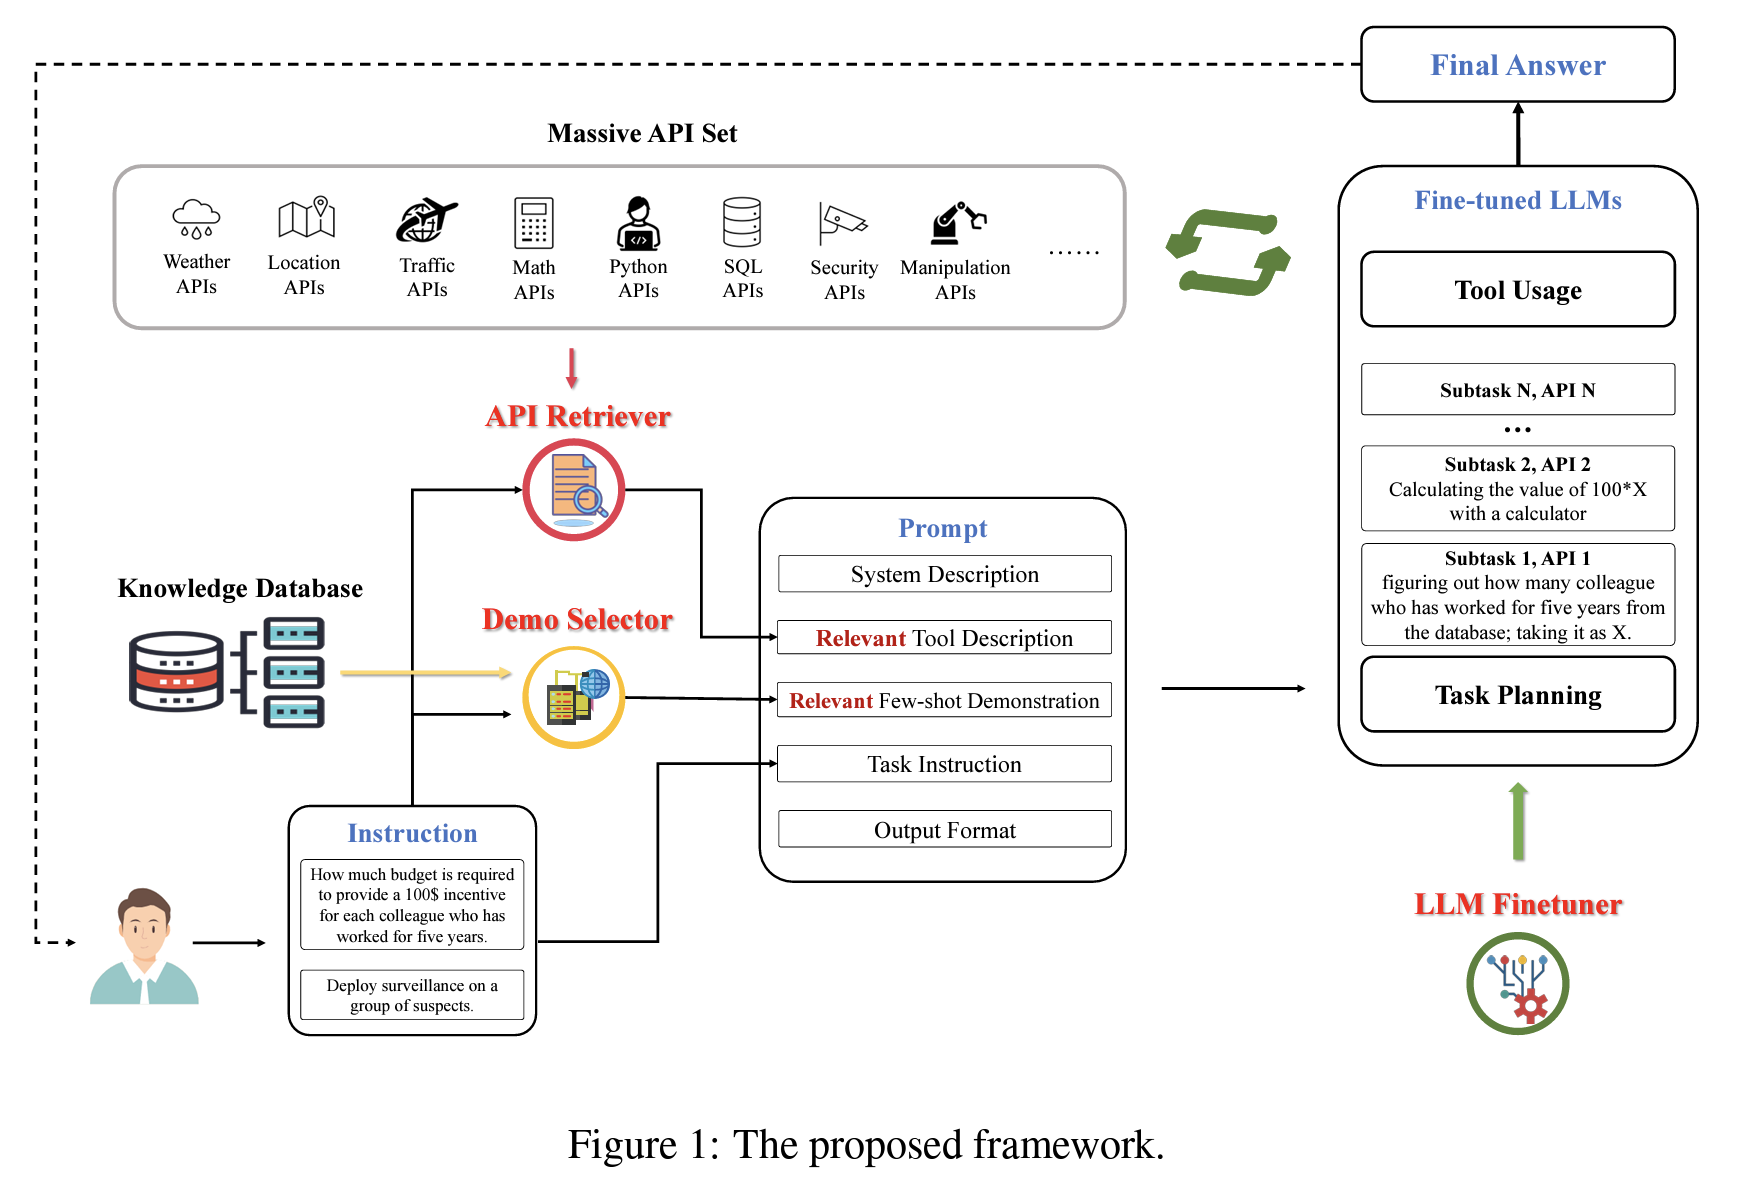 Final Answer
Massive API Set
Weather
APIs
Location
APIs
Traffic
APIs
Math
APIs
Python
APIs
SQL
APIs
Security
APIs
Manipulation
APIs
......
Fine-tuned LLMs
Tool Usage
Subtask N, API N
...
Subtask 2, API 2
Calculating the value of 100*X
with a calculator
Subtask 1, API 1
figuring out how many colleague
who has worked for five years from
the database; taking it as X.
Task Planning
API Retriever
Knowledge Database
Demo Selector
Prompt
System Description
Relevant Tool Description
Relevant Few-shot Demonstration
Task Instruction
Output Format
Instruction
How much budget is required
to provide a 100$ incentive
for each colleague who has
worked for five years.
Deploy surveillance on a
group of suspects.
LLM Finetuner
Figure 1: The proposed framework.